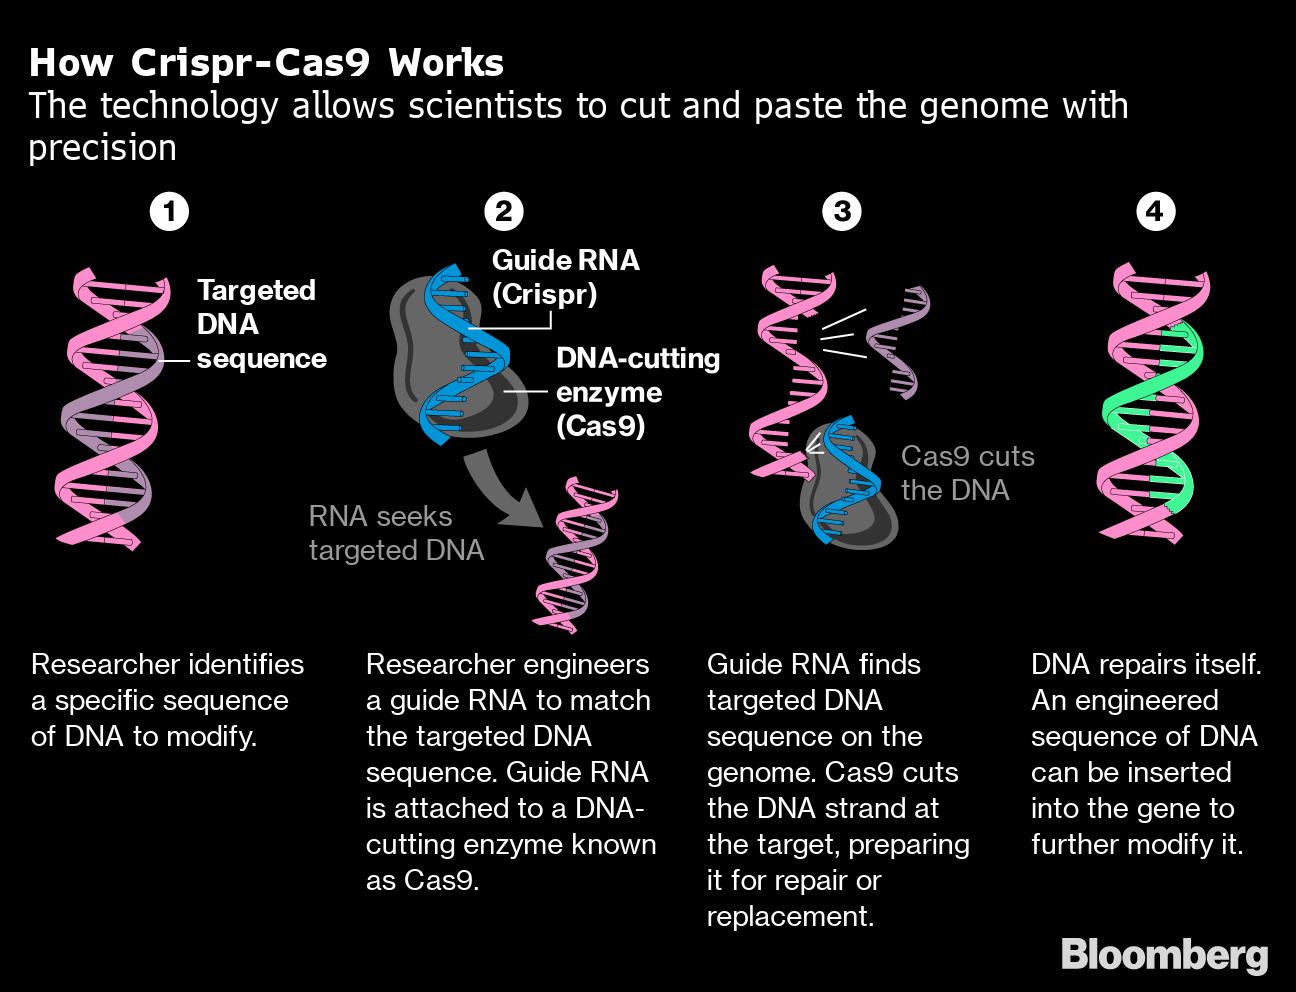 How Crispr-Cas9 Works
The technology allows scientists to cut and paste the genome with
precision
1
Targeted
DNA
sequence
Researcher identifies
a specific sequence
of DNA to modify.
2
Guide RNA
(Crispr)
DNA-cutting
enzyme
(Cas9)
RNA seeks
targeted DNA
Researcher engineers
a guide RNA to match
the targeted DNA
sequence. Guide RNA
is attached to a DNA-
cutting enzyme known
as Cas9.
3
Cas9 cuts
the DNA
Guide RNA finds
targeted DNA
sequence on the
genome. Cas9 cuts
the DNA strand at
the target, preparing
it for repair or
replacement.
4
DNA repairs itself.
An engineered
sequence of DNA
can be inserted
into the gene to
further modify it.
Bloomberg